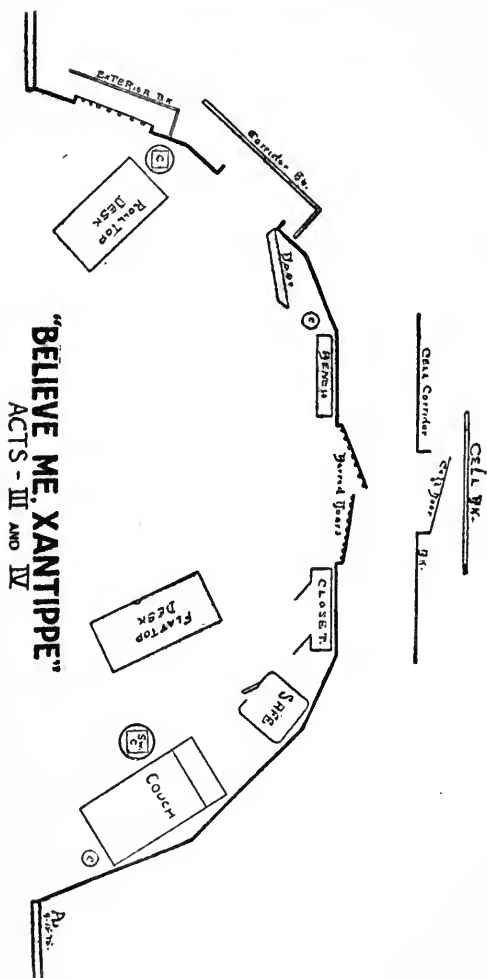 EXTERIOR BK
Corridor BK.
C
ROLL TOP
DESK
Door
C
BENCH
CELL Corridor
BK.
CELL BK.
Cell Door
Barred Doors
CLOSET.
FLAT TOP
DESK
SAFE
C
COUCH
C
"BELIEVE ME, XANTIPPE"
ACTS - III AND IV